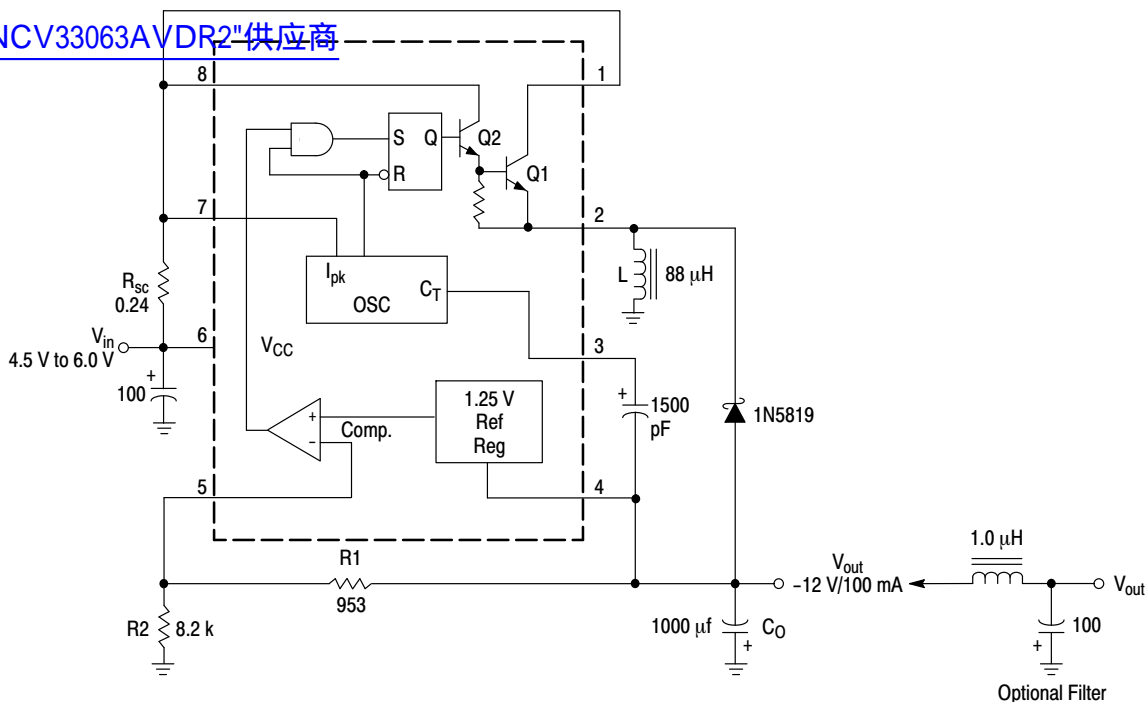 NCV33063AVDR2"供应商
8
1
S Q
Q2
R
Q1
7
2
Ipk
CT
OSC
L
88 μH
Rsc
0.24
Vin
4.5 V to 6.0 V
6
VCC
3
+
100
+
1500
pF
1.25 V
Ref
Reg
+
Comp.
−
1N5819
5
4
R1
953
1.0 μH
Vout
−12 V/100 mA
Vout
R2
8.2 k
1000 μf
CO
+
100
+
Optional Filter